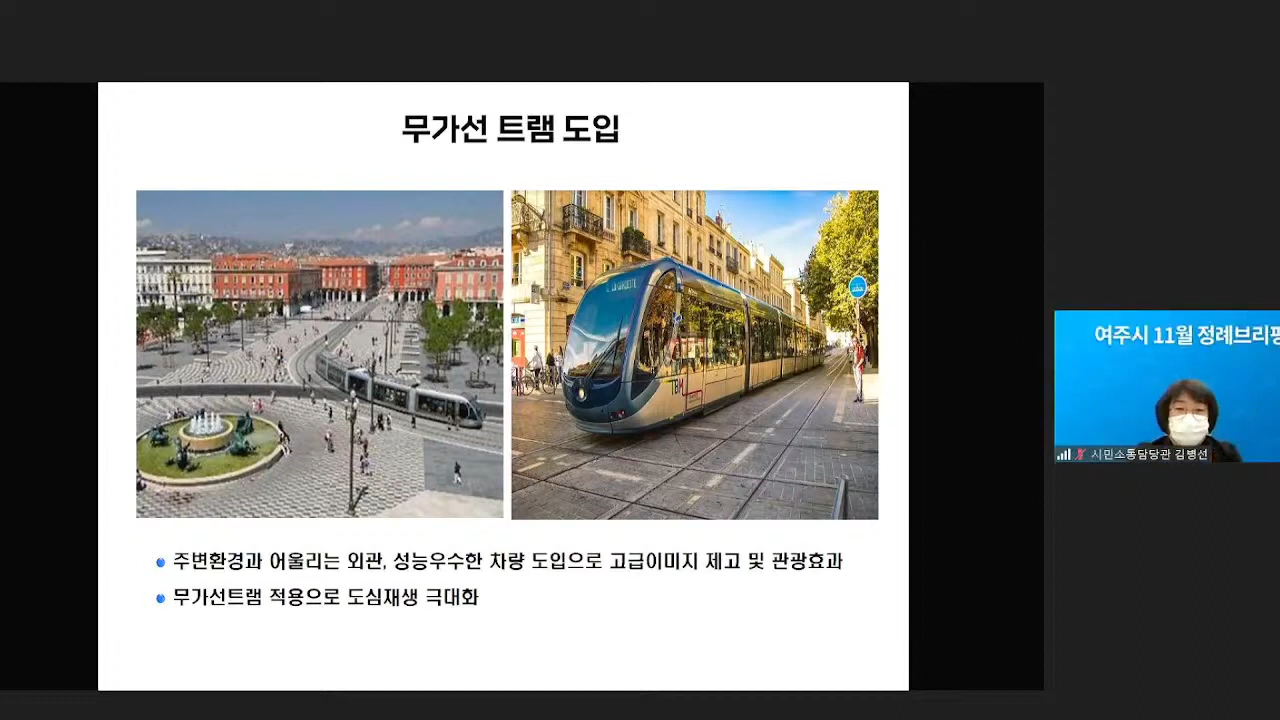 무가선 트램 도입
TBM
주변환경과 어울리는 외관, 성능우수한 차량 도입으로 고급이미지 제고 및 관광효과
무가선트램 적용으로 도심재생 극대화
여주시 11월 정례브리핑
시민소통담당관 김병선